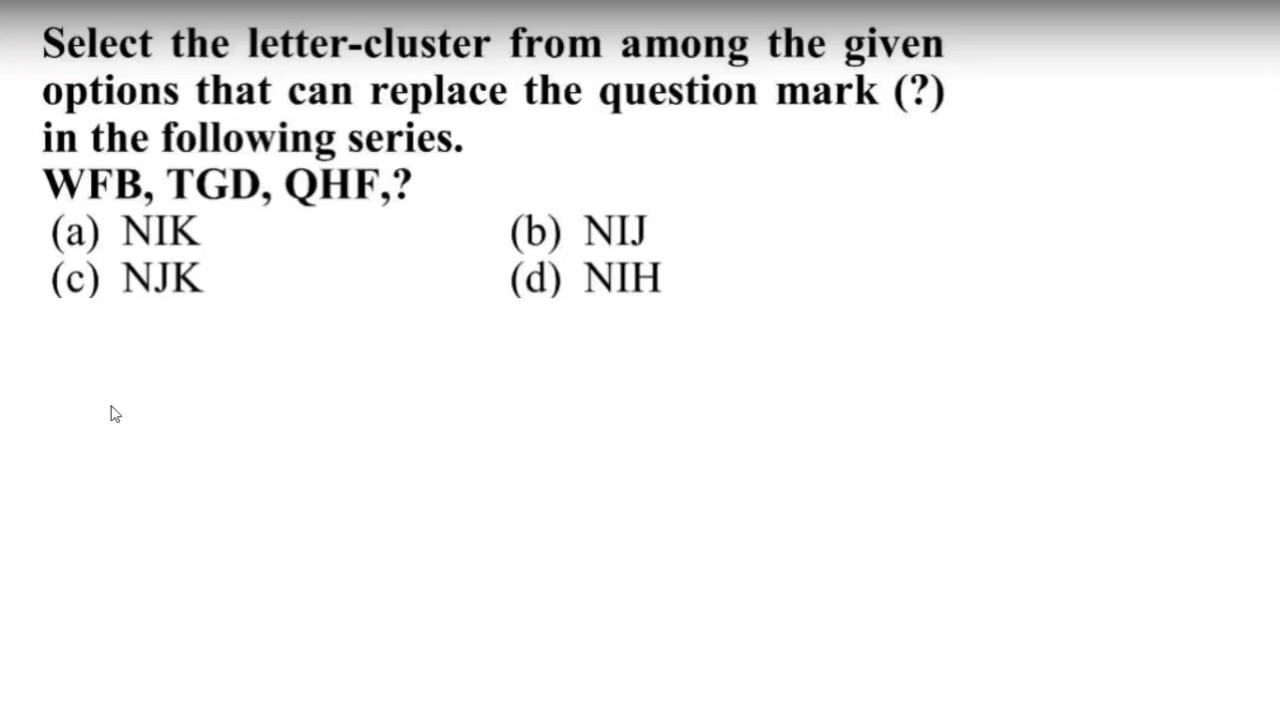 Select the letter-cluster from among the given
options that can replace the question mark (?)
in the following series.
WFB, TGD, QHF,?
(a) NIK (b) NIJ
(c) NJK (d) NIH